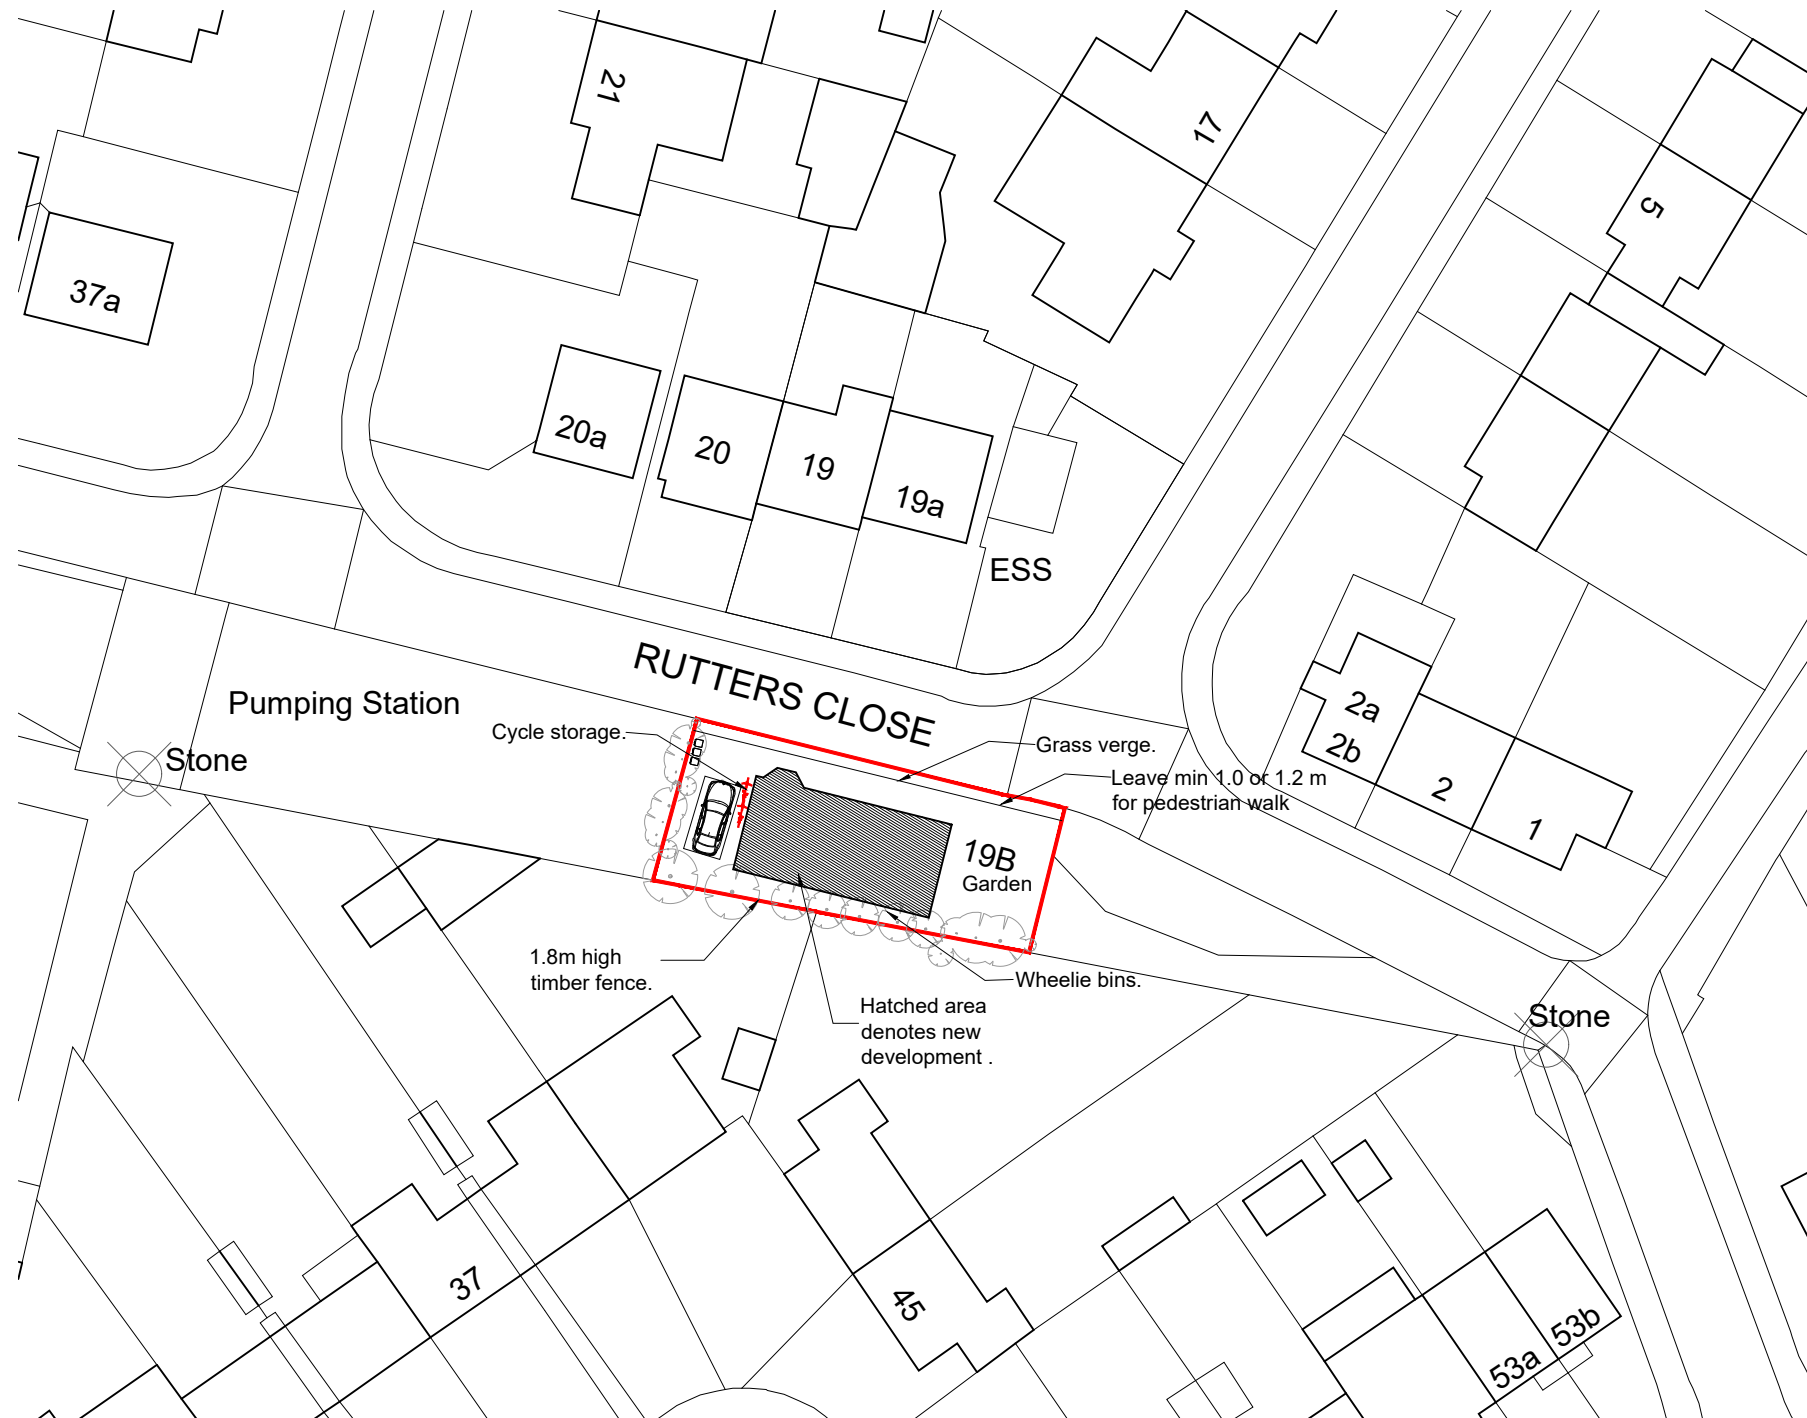 21
17
5
37a
20a
20
19
19a
ESS
RUTTERS CLOSE
Pumping Station
Stone
Cycle storage.
Grass verge.
Leave min 1.0 or 1.2 m
for pedestrian walk
2a
2b
2
1
19B
Garden
1.8m high
timber fence.
Wheelie bins.
Hatched area
denotes new
development .
Stone
37
45
53a
53b